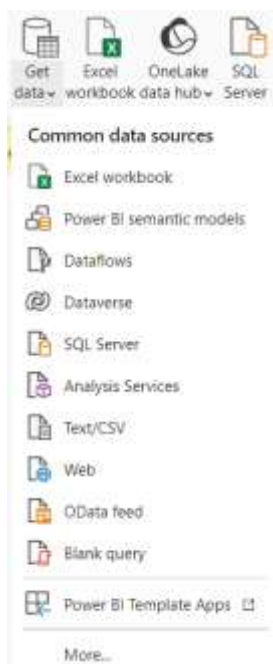 Get data
Excel workbook
OneLake data hub
SQL Server
Common data sources
Excel workbook
Power BI semantic models
Dataflows
Dataverse
SQL Server
Analysis Services
Text/CSV
Web
OData feed
Blank query
Power BI Template Apps
More...